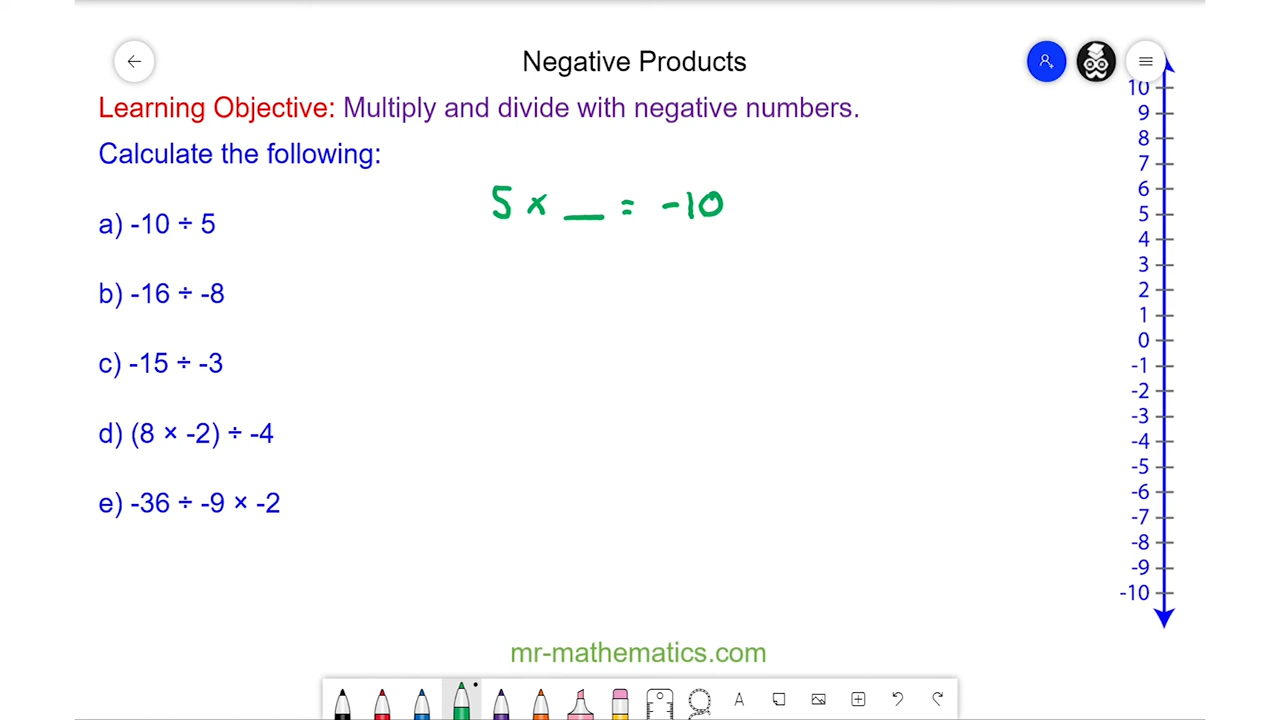 Negative Products
Learning Objective: Multiply and divide with negative numbers.
Calculate the following:
5 × __ = -10
a) -10 ÷ 5
b) -16 ÷ -8
c) -15 ÷ -3
d) (8 × -2) ÷ -4
e) -36 ÷ -9 × -2
10
9
8
7
6
5
4
3
2
1
0
-1
-2
-3
-4
-5
-6
-7
-8
-9
-10
mr-mathematics.com
A